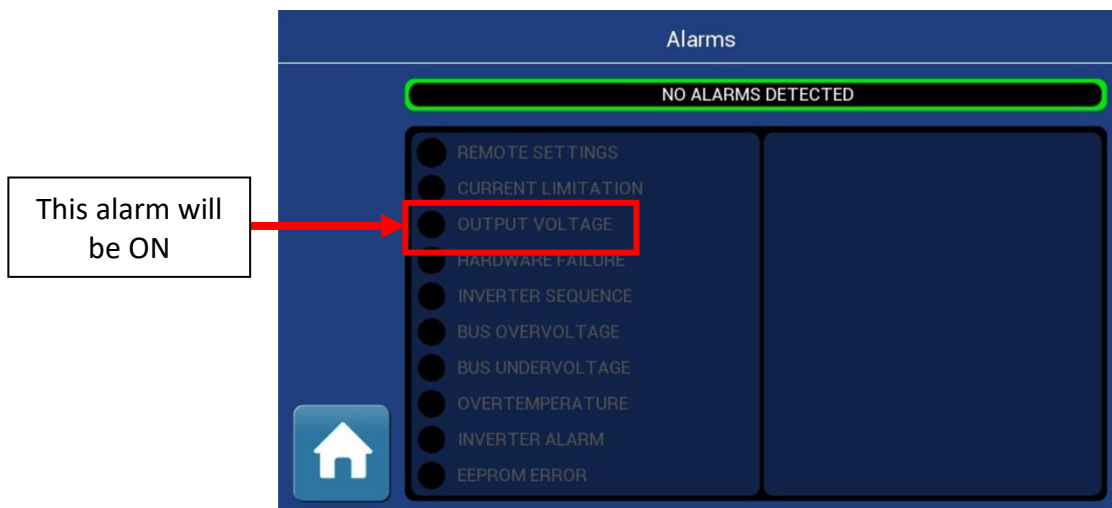 Alarms
NO ALARMS DETECTED
REMOTE SETTINGS
CURRENT LIMITATION
This alarm will
be ON
OUTPUT VOLTAGE
HARDWARE FAILURE
INVERTER SEQUENCE
BUS OVERVOLTAGE
BUS UNDERVOLTAGE
OVERTEMPERATURE
INVERTER ALARM
EEPROM ERROR